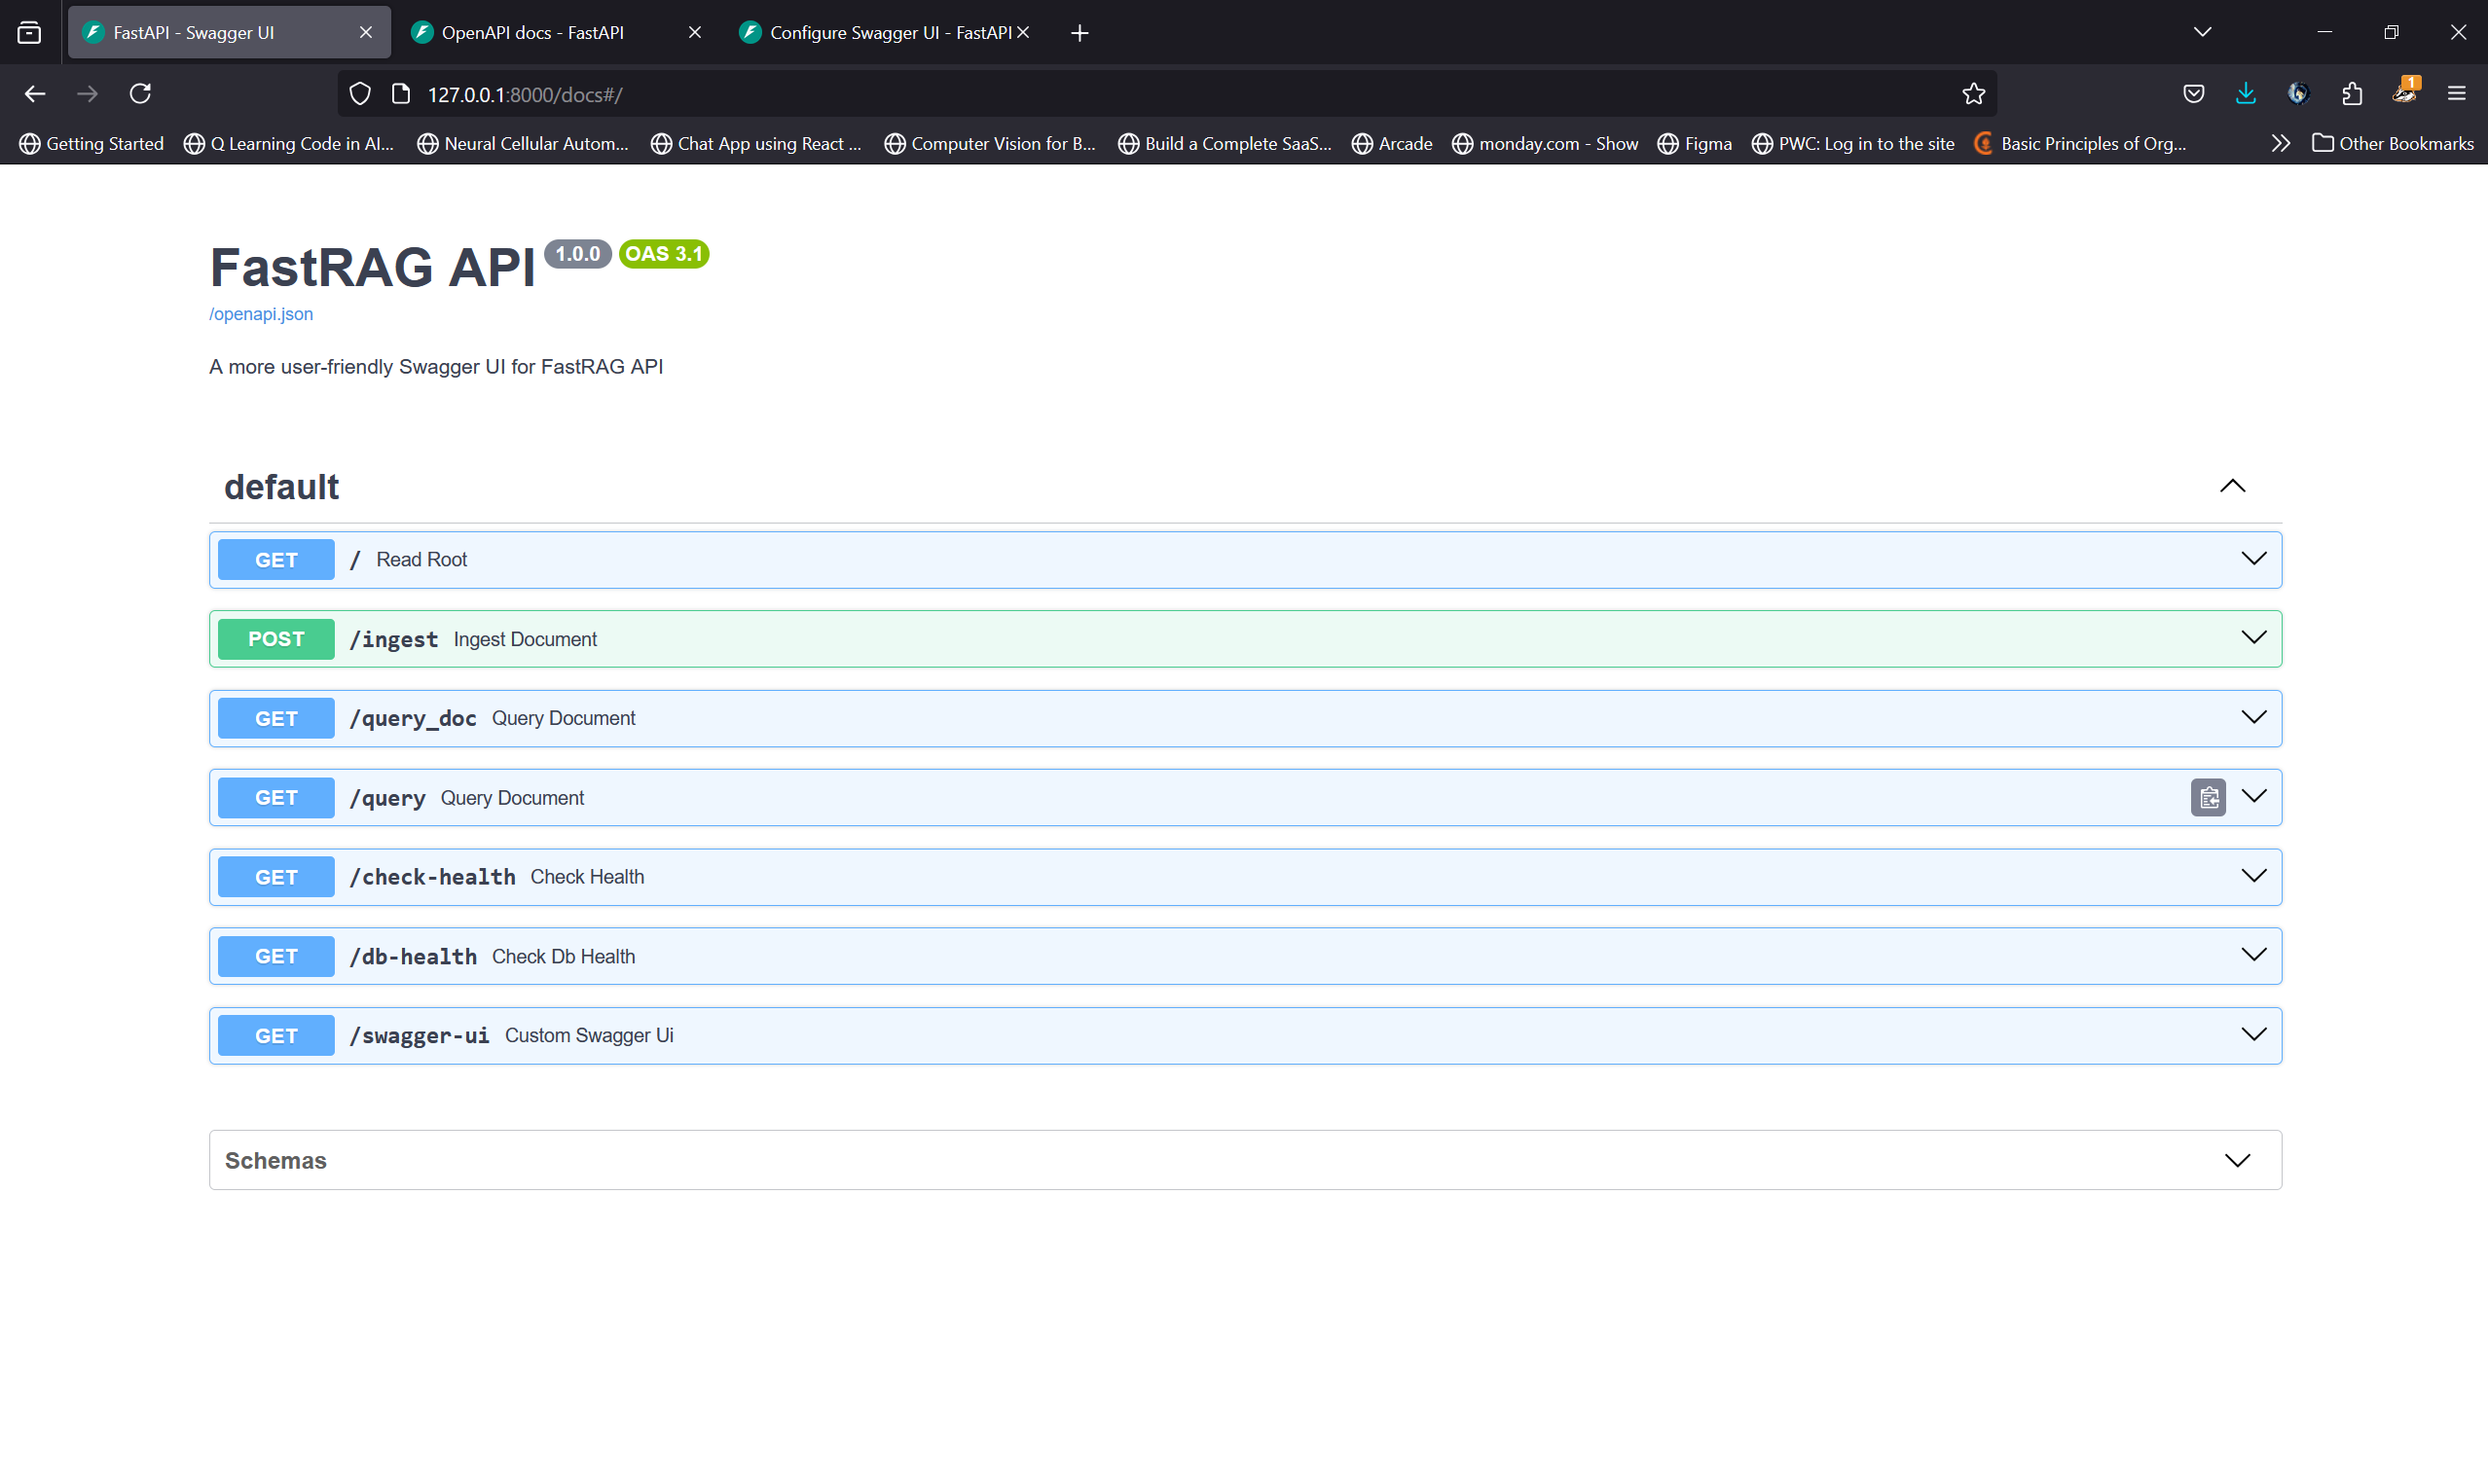 FastAPI - Swagger UI
OpenAPI docs - FastAPI
Configure Swagger UI - FastAPI
127.0.0.1:8000/docs#/
1
Getting Started
Q Learning Code in AI...
Neural Cellular Autom...
Chat App using React ...
Computer Vision for B...
Build a Complete SaaS...
Arcade
monday.com - Show
Figma
PWC: Log in to the site
Basic Principles of Org...
Other Bookmarks
FastRAG API 1.0.0 OAS 3.1
/openapi.json
A more user-friendly Swagger UI for FastRAG API
default
GET / Read Root
POST /ingest Ingest Document
GET /query_doc Query Document
GET /query Query Document
GET /check-health Check Health
GET /db-health Check Db Health
GET /swagger-ui Custom Swagger Ui
Schemas